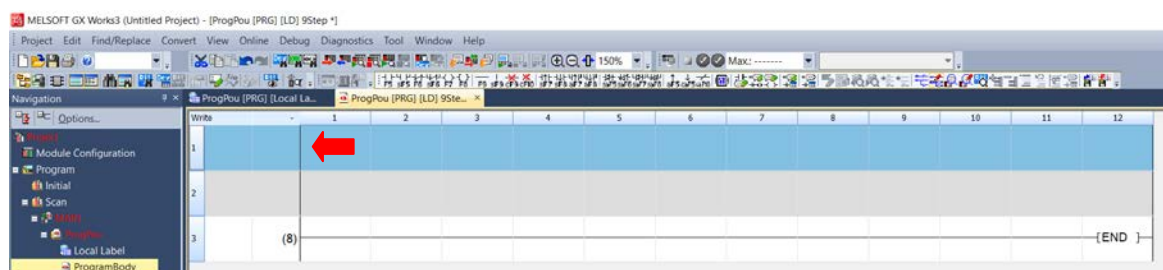 MELSOFT GX Works3 (Untitled Project) - [ProgPou [PRG] [LD] 9Step *]
Project Edit Find/Replace Convert View Online Debug Diagnostics Tool Window Help
150% Max.: -------
Navigation ProgPou [PRG] [Local La... ProgPou [PRG] [LD] 9Ste...
Options... Write 1 2 3 4 5 6 7 8 9 10 11 12
Project
Module Configuration 1
Program
Initial
Scan 2
MAIN
ProgPou
Local Label 3 (8) [END ]
ProgramBody